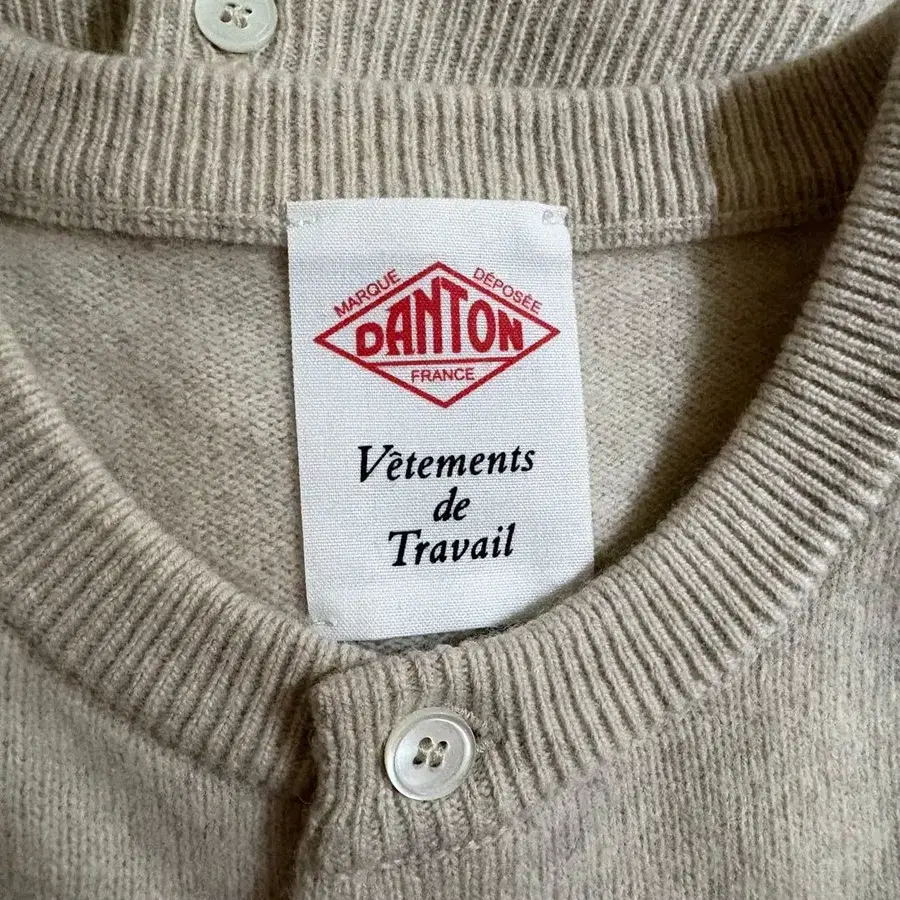 MARQUE DÉPOSÉE
DANTON
FRANCE
Vêtements
de
Travail